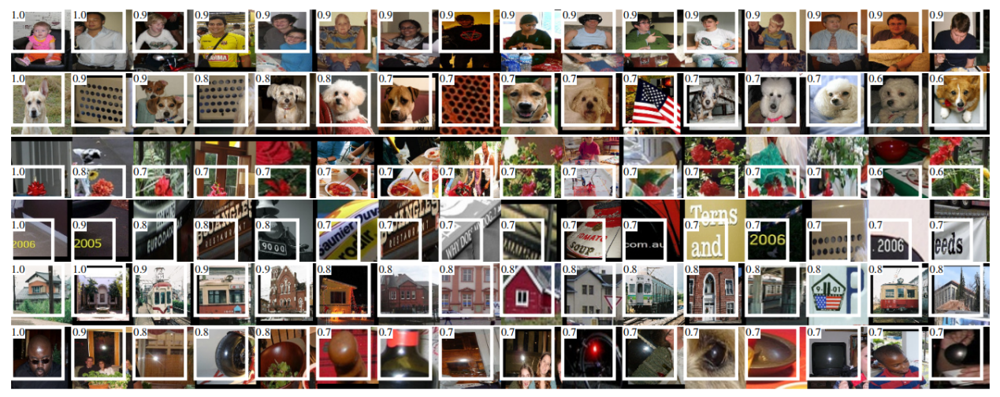 1.0 1.0 0.9 0.9 0.9 0.9 0.9 0.9 0.9 0.9 0.9 0.9 0.9 0.9 0.9 0.9
1.0 0.9 0.9 0.8 0.8 0.8 0.7 0.7 0.7 0.7 0.7 0.7 0.7 0.7 0.6 0.6
1.0 0.8 0.7 0.7 0.7 0.7 0.7 0.7 0.7 0.7 0.7 0.7 0.7 0.7 0.6 0.6
Terns
1.0 0.9 0.8 0.8 0.8 0.7 0.7 0.7 0.7 0.7 0.7 0.7 0.7 0.7 0.7 0.7
2006 2005 RESTAURANT 9000 RESTAURANT WHY DOE TOMATO SOUP com.au and 2006 2006 eeds
1.0 1.0 0.9 0.9 0.9 0.8 0.8 0.8 0.8 0.8 0.8 0.8 0.8 0.8 0.8 0.8
9-11-01
1.0 0.9 0.8 0.8 0.8 0.7 0.7 0.7 0.7 0.7 0.7 0.7 0.7 0.7 0.7 0.7